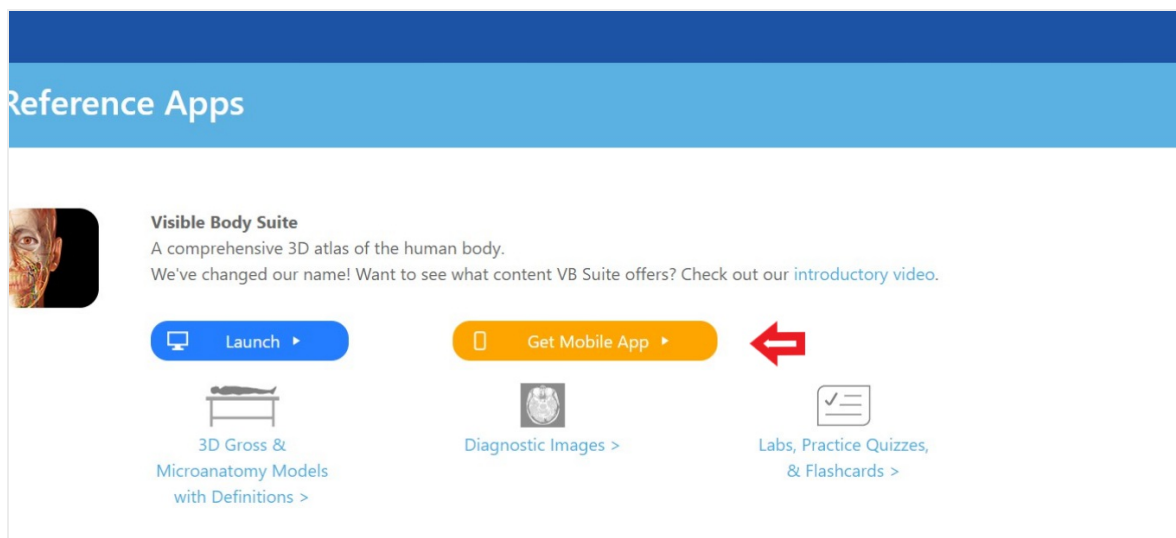 Reference Apps
Visible Body Suite
A comprehensive 3D atlas of the human body.
We've changed our name! Want to see what content VB Suite offers? Check out our introductory video.
Launch
Get Mobile App
3D Gross &
Microanatomy Models
with Definitions >
Diagnostic Images >
Labs, Practice Quizzes,
& Flashcards >